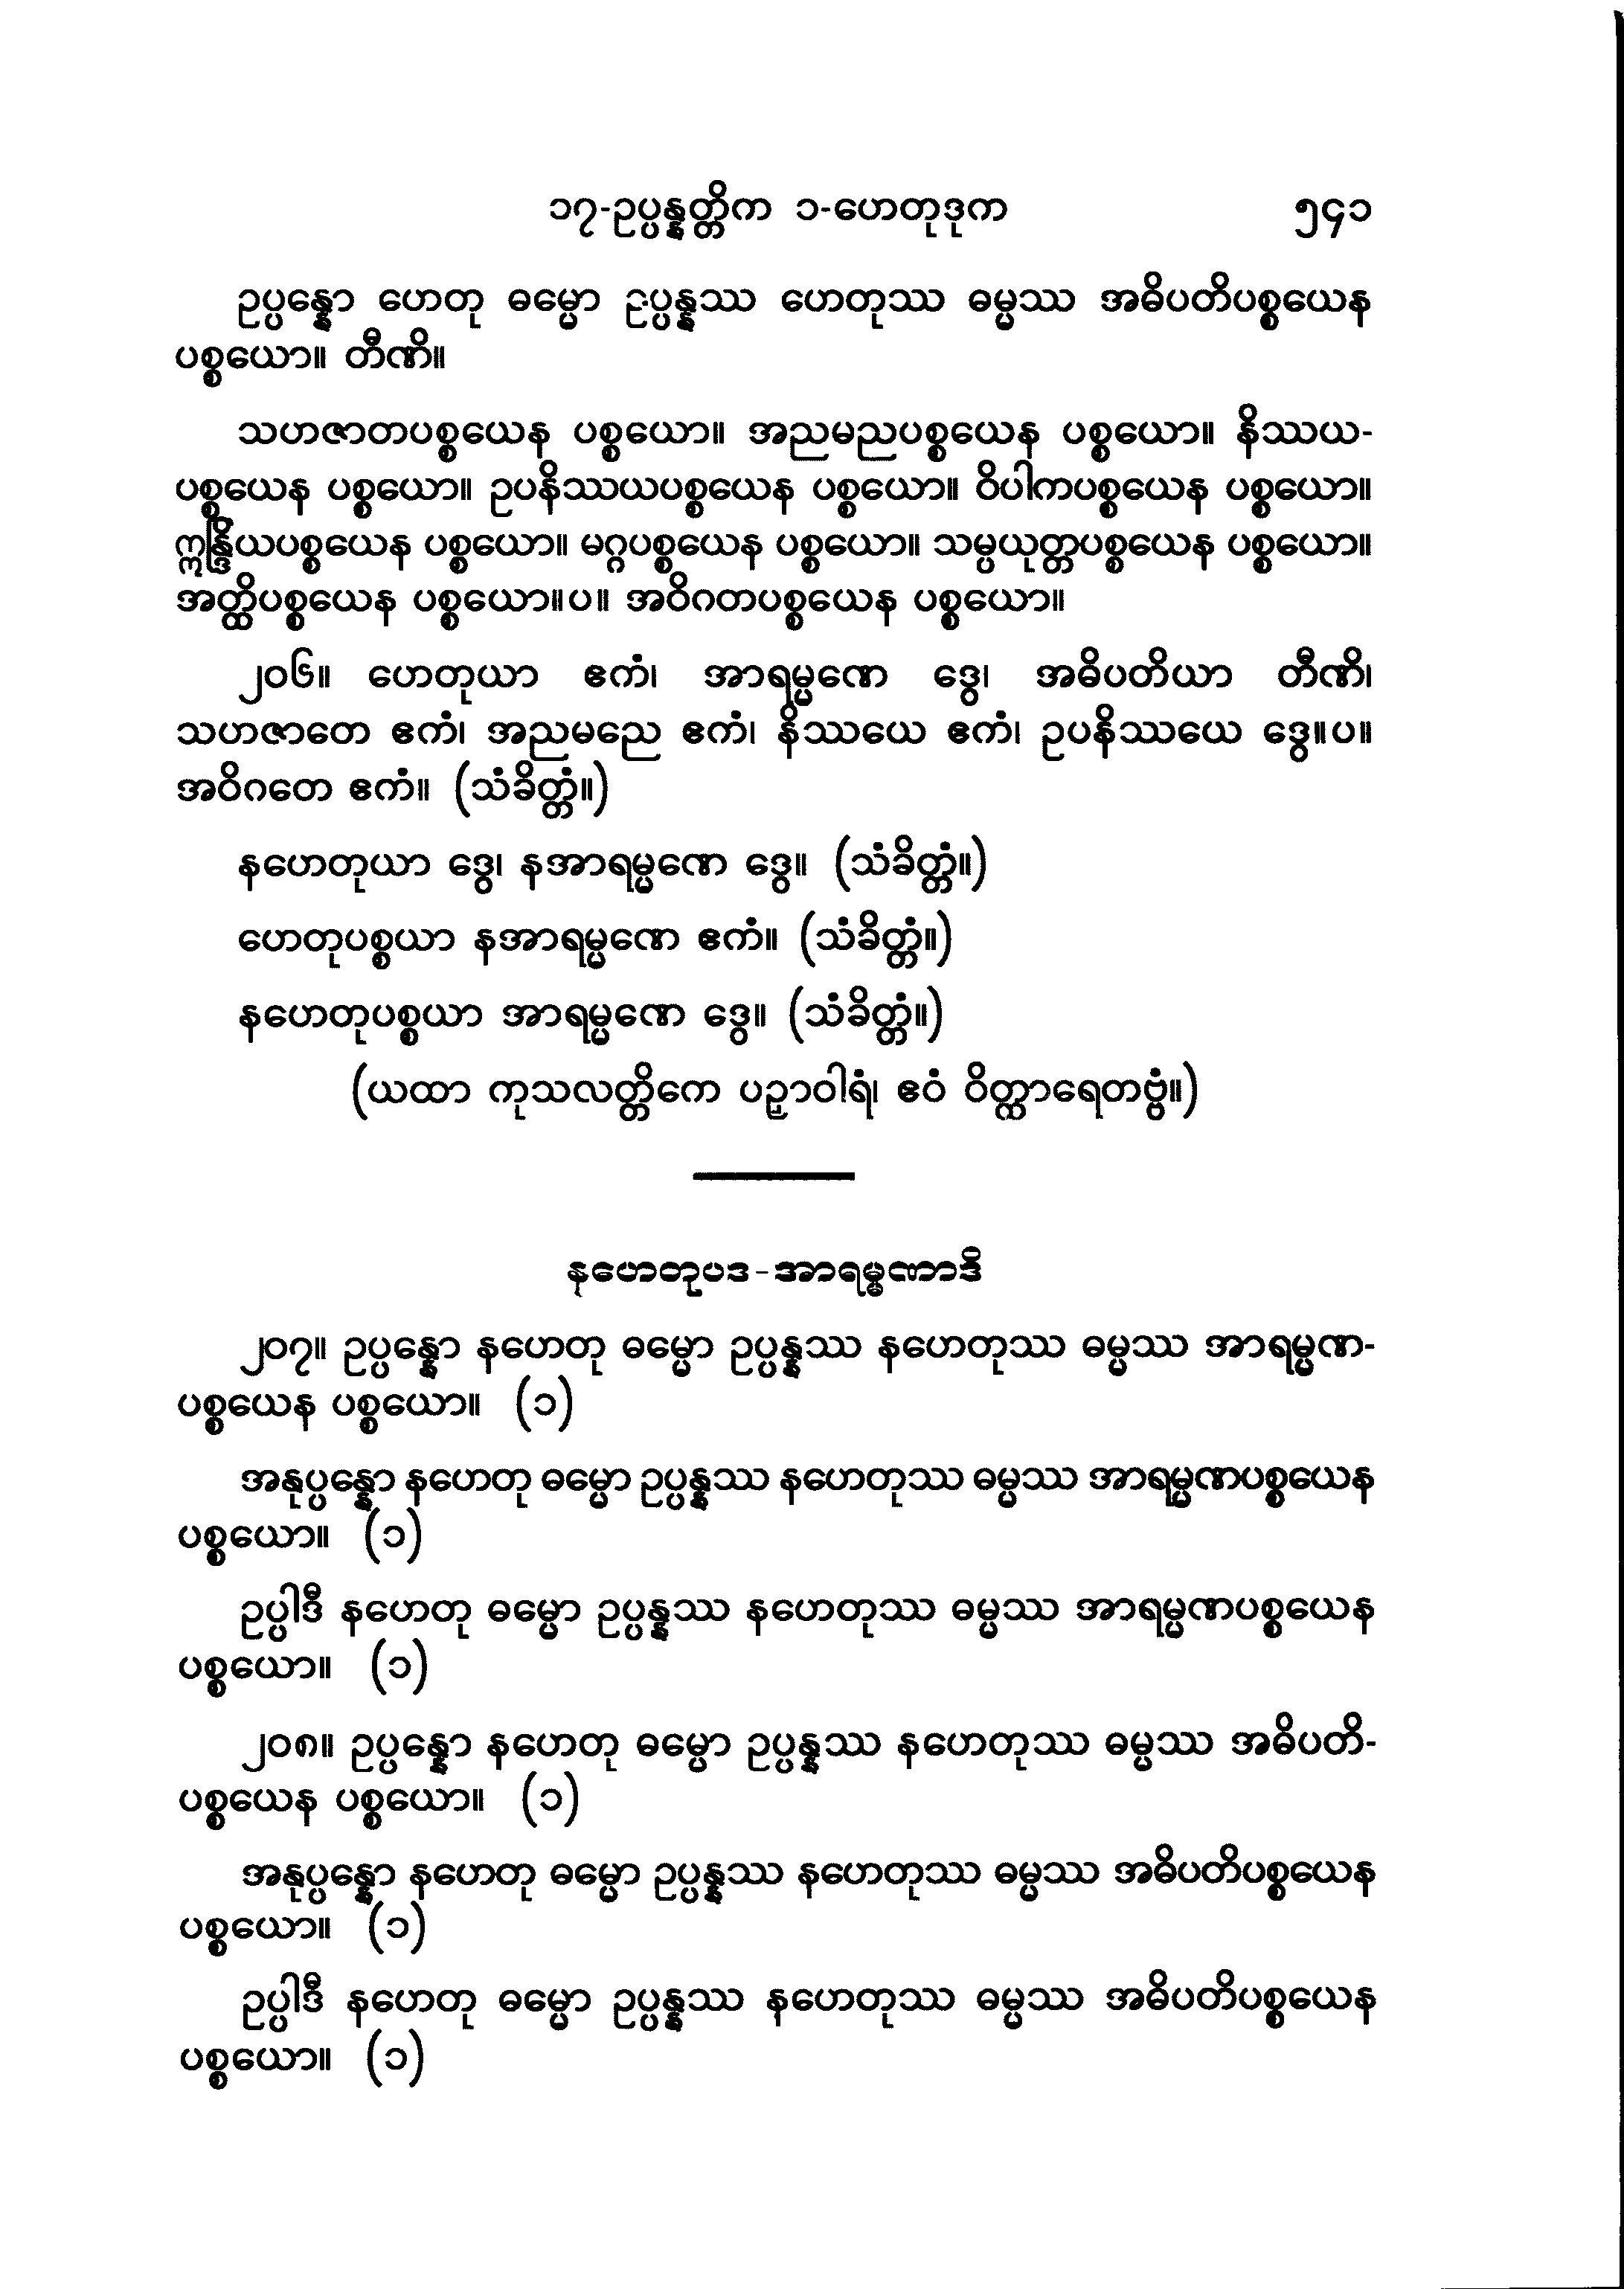 ၁၇-ဥပ္ပန္နတ္တိက ၁-ဟေတုဒုက ၅၄၁
ဥပ္ပန္နော ဟေတု ဓမ္မော ဥပ္ပန္နဿ ဟေတုဿ ဓမ္မဿ အဓိပတိပစ္စယေန
ပစ္စယော။ တီဏိ။
သဟဇာတပစ္စယေန ပစ္စယော။ အညမညပစ္စယေန ပစ္စယော။ နိဿယ-
ပစ္စယေန ပစ္စယော။ ဥပနိဿယပစ္စယေန ပစ္စယော။ ဝိပါကပစ္စယေန ပစ္စယော။
ဣန္ဒြိယပစ္စယေန ပစ္စယော။ မဂ္ဂပစ္စယေန ပစ္စယော။ သမ္ပယုတ္တပစ္စယေန ပစ္စယော။
အတ္ထိပစ္စယေန ပစ္စယော။ပ။ အဝိဂတပစ္စယေန ပစ္စယော။
၂၀၆။ ဟေတုယာ ဧကံ၊ အာရမ္မဏေ ဒွေ၊ အဓိပတိယာ တီဏိ၊
သဟဇာတေ ဧကံ၊ အညမညေ ဧကံ၊ နိဿယေ ဧကံ၊ ဥပနိဿယေ ဒွေ။ပ။
အဝိဂတေ ဧကံ။ (သံခိတ္တံ။)
နဟေတုယာ ဒွေ၊ နအာရမ္မဏေ ဒွေ။ (သံခိတ္တံ။)
ဟေတုပစ္စယာ နအာရမ္မဏေ ဧကံ။ (သံခိတ္တံ။)
နဟေတုပစ္စယာ အာရမ္မဏေ ဒွေ။ (သံခိတ္တံ။)
(ယထာ ကုသလတ္တိကေ ပဉှာဝါရံ၊ ဧဝံ ဝိတ္ထာရေတဗ္ဗံ။)
နဟေတုပဒ-အာရမ္မဏာဒိ
၂၀၇။ ဥပ္ပန္နော နဟေတု ဓမ္မော ဥပ္ပန္နဿ နဟေတုဿ ဓမ္မဿ အာရမ္မဏ-
ပစ္စယေန ပစ္စယော။ (၁)
အနုပ္ပန္နော နဟေတု ဓမ္မော ဥပ္ပန္နဿ နဟေတုဿ ဓမ္မဿ အာရမ္မဏပစ္စယေန
ပစ္စယော။ (၁)
ဥပ္ပါဒီ နဟေတု ဓမ္မော ဥပ္ပန္နဿ နဟေတုဿ ဓမ္မဿ အာရမ္မဏပစ္စယေန
ပစ္စယော။ (၁)
၂၀၈။ ဥပ္ပန္နော နဟေတု ဓမ္မော ဥပ္ပန္နဿ နဟေတုဿ ဓမ္မဿ အဓိပတိ-
ပစ္စယေန ပစ္စယော။ (၁)
အနုပ္ပန္နော နဟေတု ဓမ္မော ဥပ္ပန္နဿ နဟေတုဿ ဓမ္မဿ အဓိပတိပစ္စယေန
ပစ္စယော။ (၁)
ဥပ္ပါဒီ နဟေတု ဓမ္မော ဥပ္ပန္နဿ နဟေတုဿ ဓမ္မဿ အဓိပတိပစ္စယေန
ပစ္စယော။ (၁)